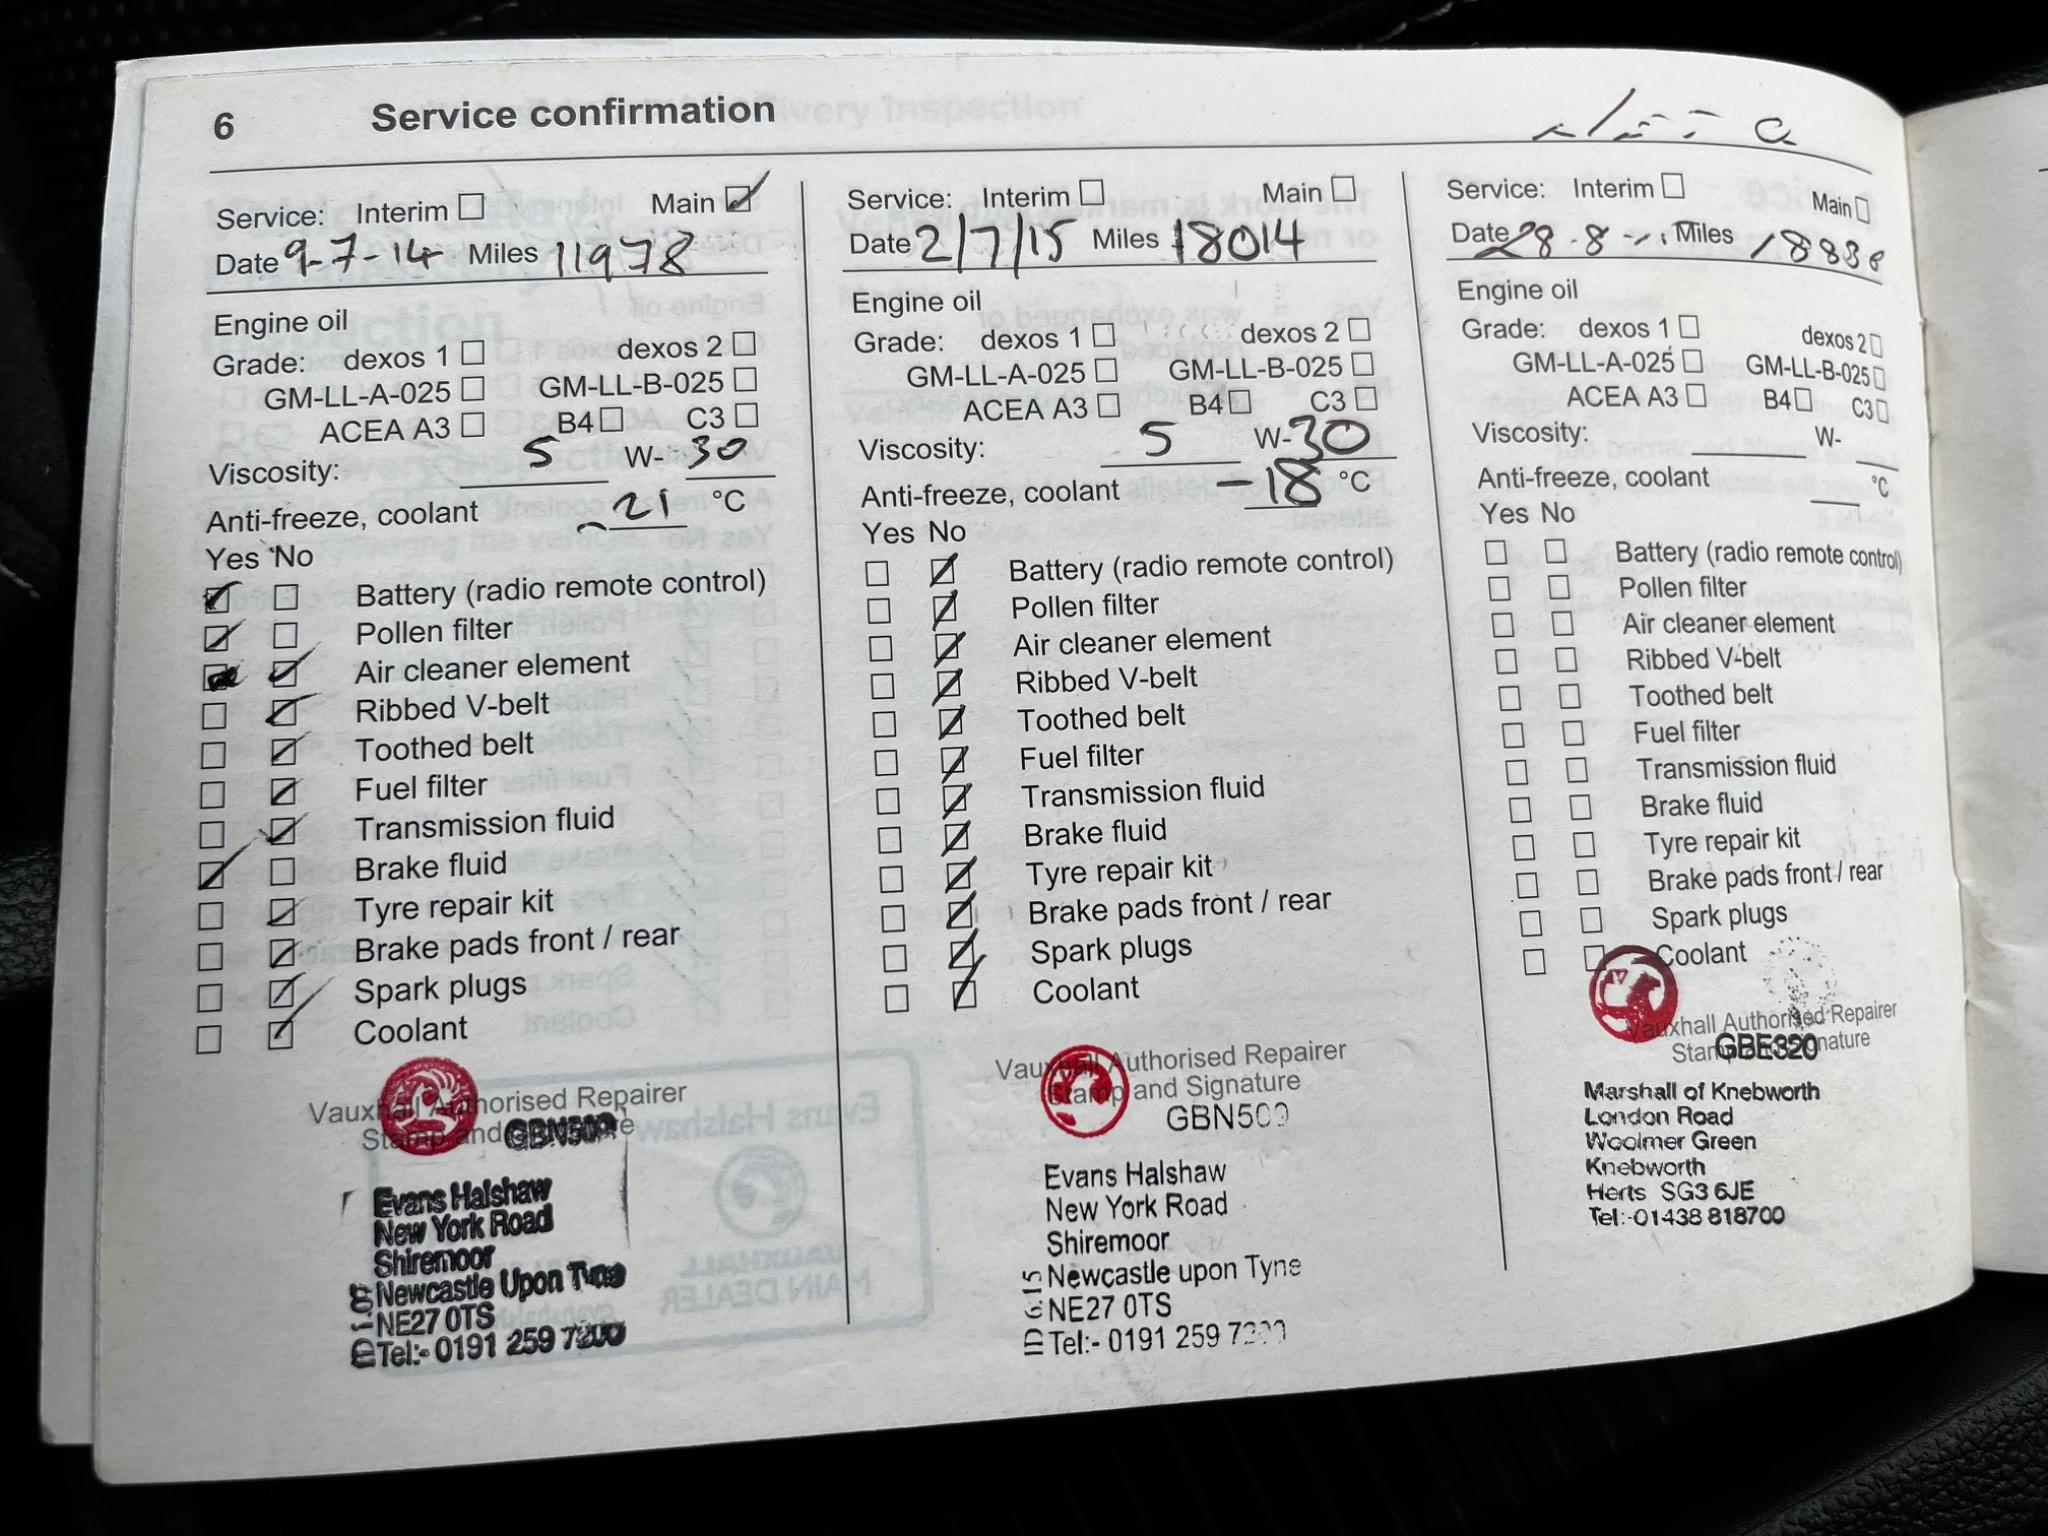 6 Service confirmation
Service: Interim Main
Date 9-7-14 Miles 11978
Engine oil
Grade: dexos 1 dexos 2
GM-LL-A-025 GM-LL-B-025
ACEA A3 B4 C3
Viscosity: 5 W-30
Anti-freeze, coolant -21 °C
Yes No
Battery (radio remote control)
Pollen filter
Air cleaner element
Ribbed V-belt
Toothed belt
Fuel filter
Transmission fluid
Brake fluid
Tyre repair kit
Brake pads front / rear
Spark plugs
Coolant
Vauxhall Authorised Repairer
Stamp and
GBN509
Evans Halshaw
New York Road
Shiremoor
Newcastle Upon Tyne
NE27 0TS
Tel:- 0191 259 7200
Service: Interim Main
Date 2/7/15 Miles 18014
Engine oil
Grade: dexos 1 dexos 2
GM-LL-A-025 GM-LL-B-025
ACEA A3 B4 C3
Viscosity: 5 W-30
Anti-freeze, coolant -18 °C
Yes No
Battery (radio remote control)
Pollen filter
Air cleaner element
Ribbed V-belt
Toothed belt
Fuel filter
Transmission fluid
Brake fluid
Tyre repair kit
Brake pads front / rear
Spark plugs
Coolant
Vauxhall Authorised Repairer
Stamp and Signature
GBN509
Evans Halshaw
New York Road
Shiremoor
Newcastle upon Tyne
NE27 0TS
Tel:- 0191 259 7200
Service: Interim Main
Date 28-8 Miles 18838
Engine oil
Grade: dexos 1 dexos 2
GM-LL-A-025 GM-LL-B-025
ACEA A3 B4 C3
Viscosity: W-
Anti-freeze, coolant °C
Yes No
Battery (radio remote control)
Pollen filter
Air cleaner element
Ribbed V-belt
Toothed belt
Fuel filter
Transmission fluid
Brake fluid
Tyre repair kit
Brake pads front / rear
Spark plugs
Coolant
Vauxhall Authorised Repairer
Stamp and Signature
GBE320
Marshall of Knebworth
London Road
Woolmer Green
Knebworth
Herts SG3 6JE
Tel:-01438 818700